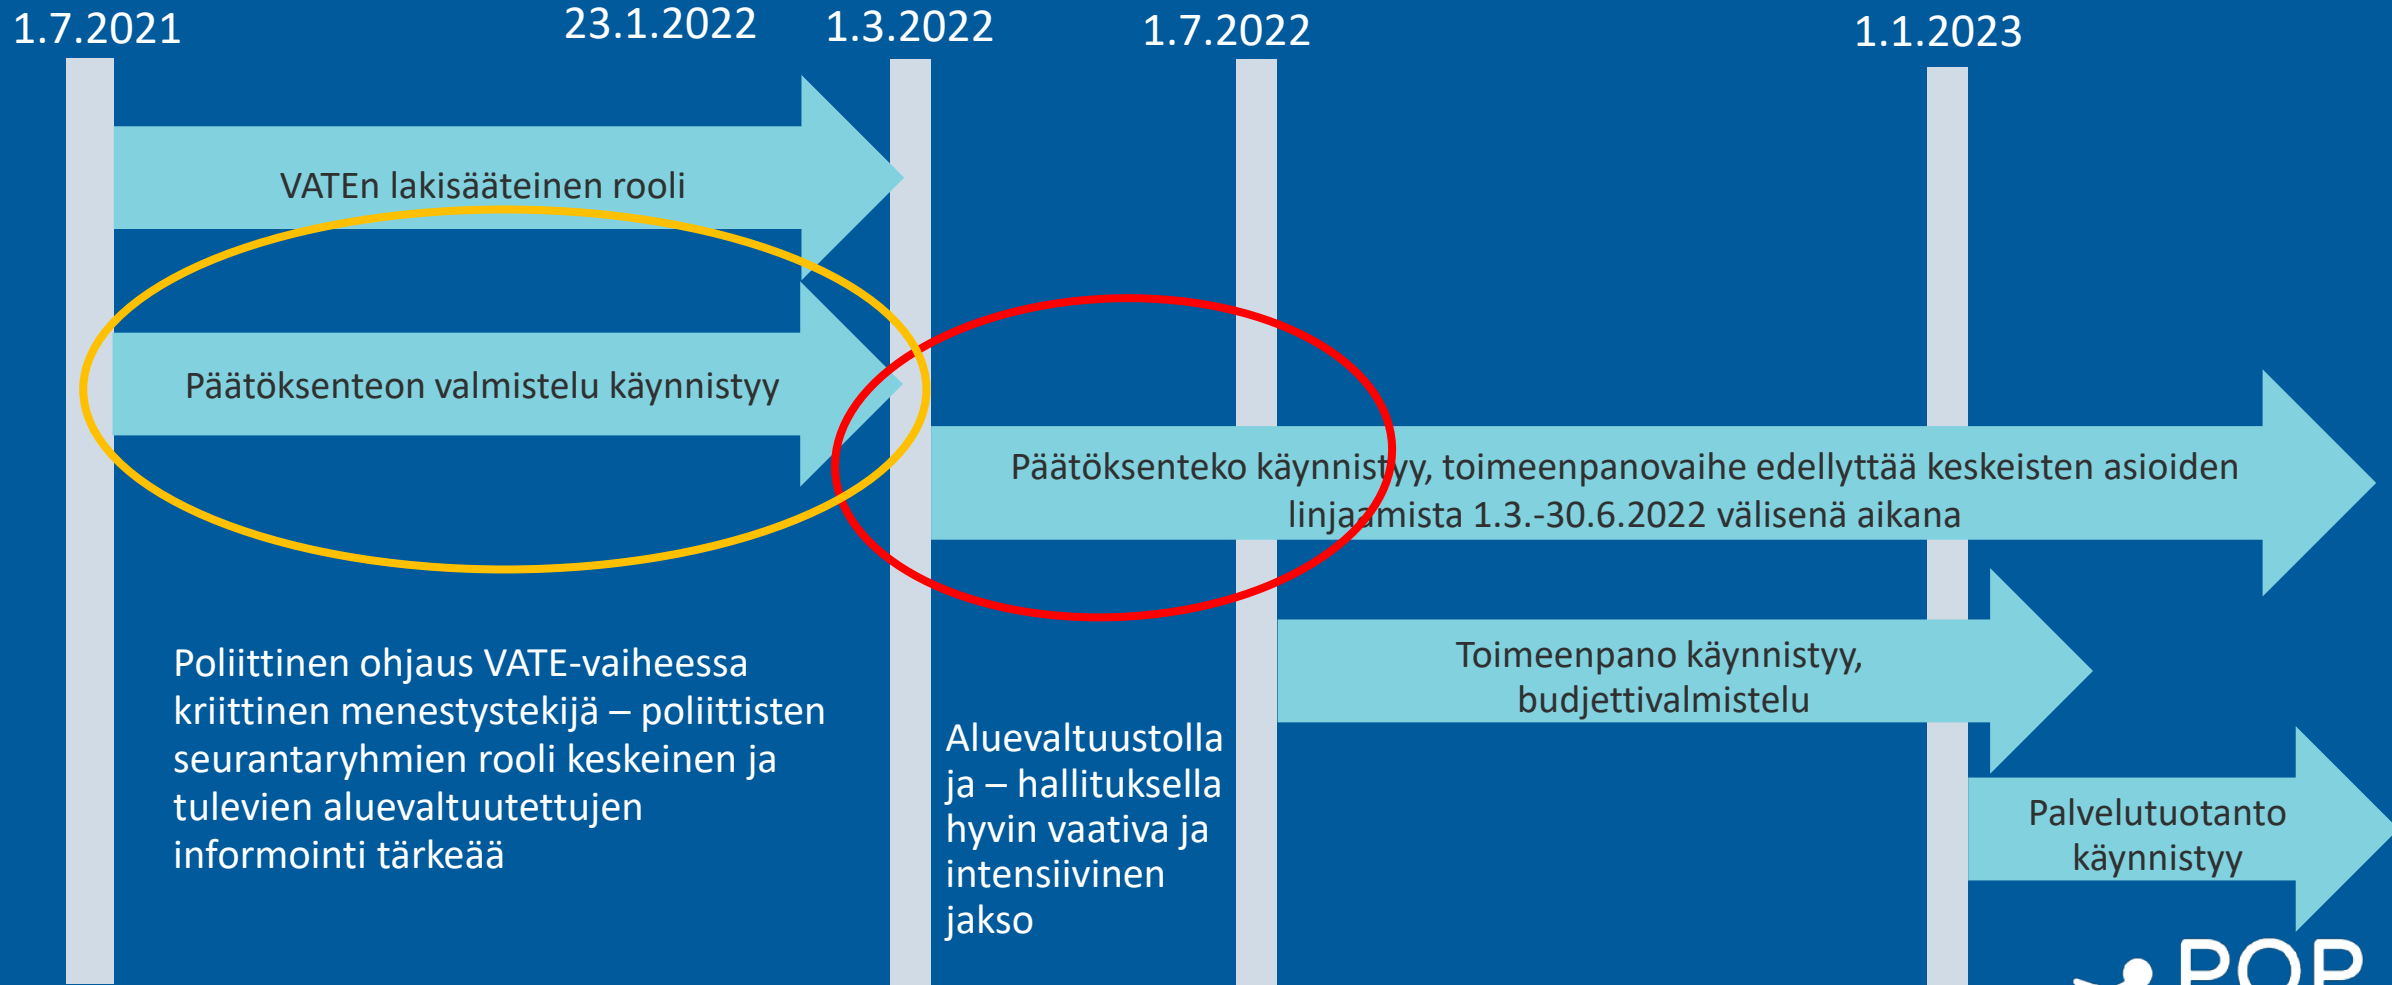 1.7.2021
23.1.2022
1.3.2022
1.7.2022
1.1.2023
VATEn lakisääteinen rooli
Päätöksenteon valmistelu käynnistyy
Päätöksenteko käynnistyy, toimeenpanovaihe edellyttää keskeisten asioiden
linjaamista 1.3.-30.6.2022 välisenä aikana
Poliittinen ohjaus VATE-vaiheessa
kriittinen menestystekijä – poliittisten
seurantaryhmien rooli keskeinen ja
tulevien aluevaltuutettujen
informointi tärkeää
Aluevaltuustolla
ja – hallituksella
hyvin vaativa ja
intensiivinen
jakso
Toimeenpano käynnistyy,
budjettivalmistelu
Palvelutuotanto
käynnistyy
POP